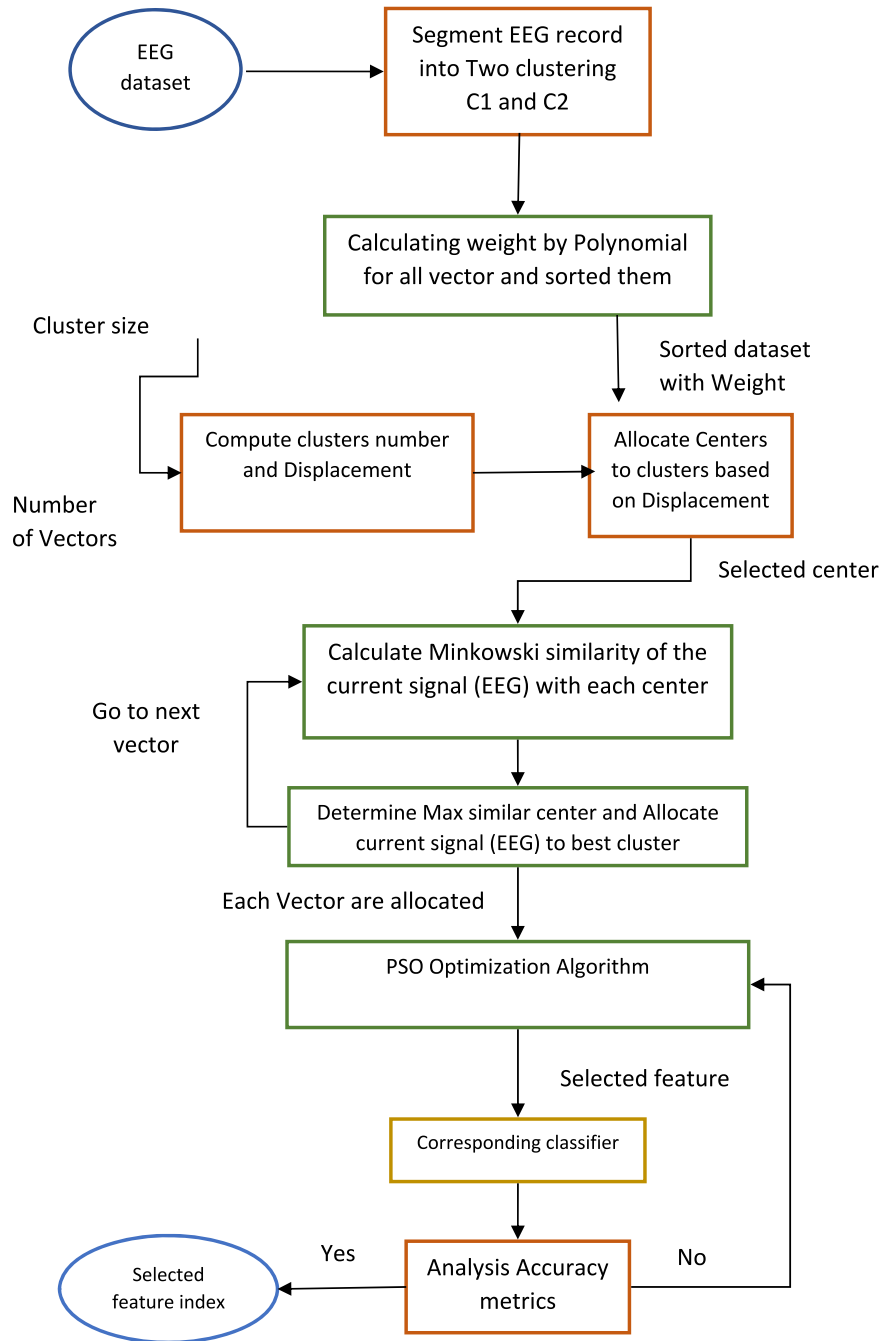 EEG
dataset
Segment EEG record
into Two clustering
C1 and C2
Calculating weight by Polynomial
for all vector and sorted them
Cluster size
Sorted dataset
with Weight
Compute clusters number
and Displacement
Allocate Centers
to clusters based
on Displacement
Number
of Vectors
Selected center
Calculate Minkowski similarity of the
current signal (EEG) with each center
Go to next
vector
Determine Max similar center and Allocate
current signal (EEG) to best cluster
Each Vector are allocated
PSO Optimization Algorithm
Selected feature
Corresponding classifier
Yes
No
Analysis Accuracy
metrics
Selected
feature index